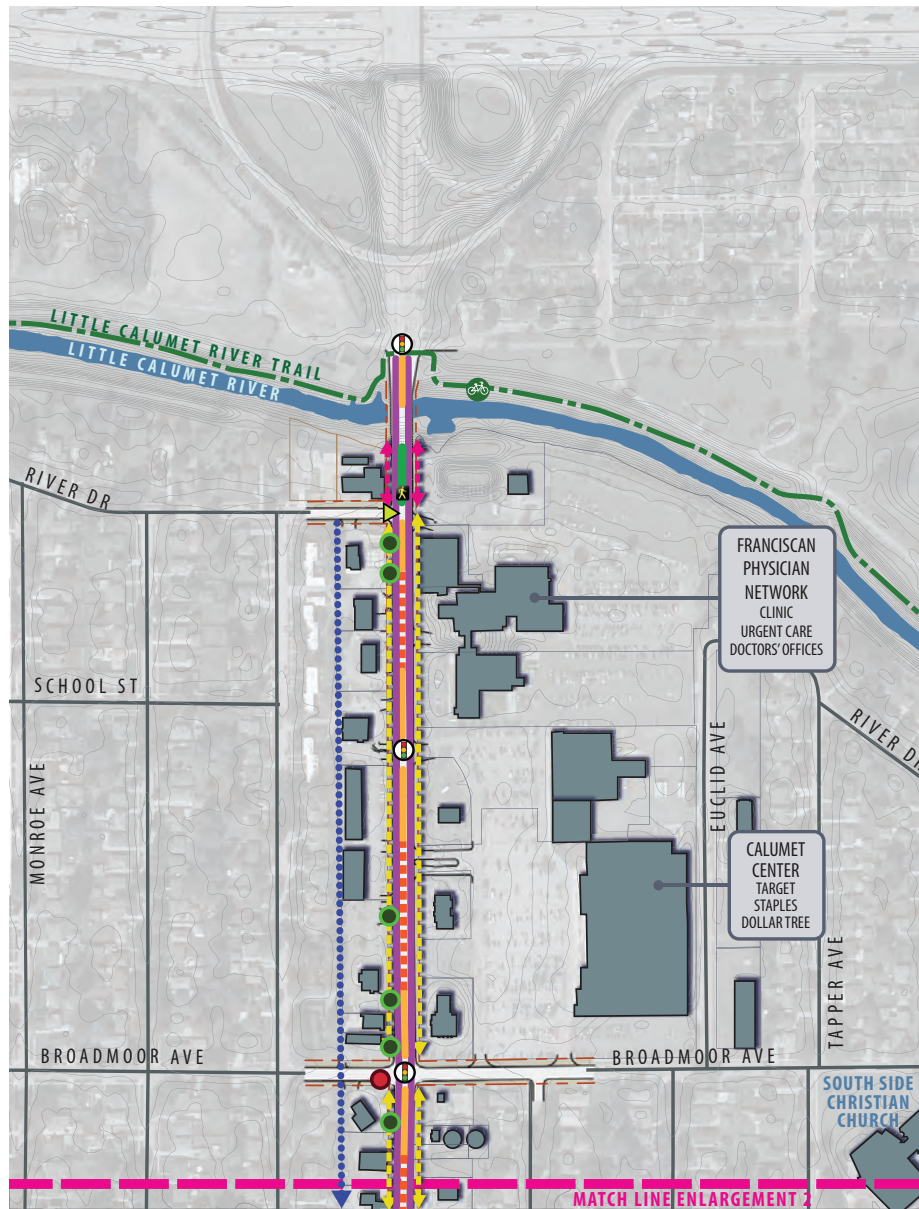 LITTLE CALUMET RIVER TRAIL
LITTLE CALUMET RIVER
RIVER DR
FRANCISCAN
PHYSICIAN
NETWORK
CLINIC
URGENT CARE
DOCTORS' OFFICES
SCHOOL ST
RIVER DR
MONROE AVE
EUCLID AVE
CALUMET
CENTER
TARGET
STAPLES
DOLLAR TREE
TAPPER AVE
BROADMOOR AVE
BROADMOOR AVE
SOUTH SIDE
CHRISTIAN
CHURCH
MATCH LINE ENLARGEMENT 2